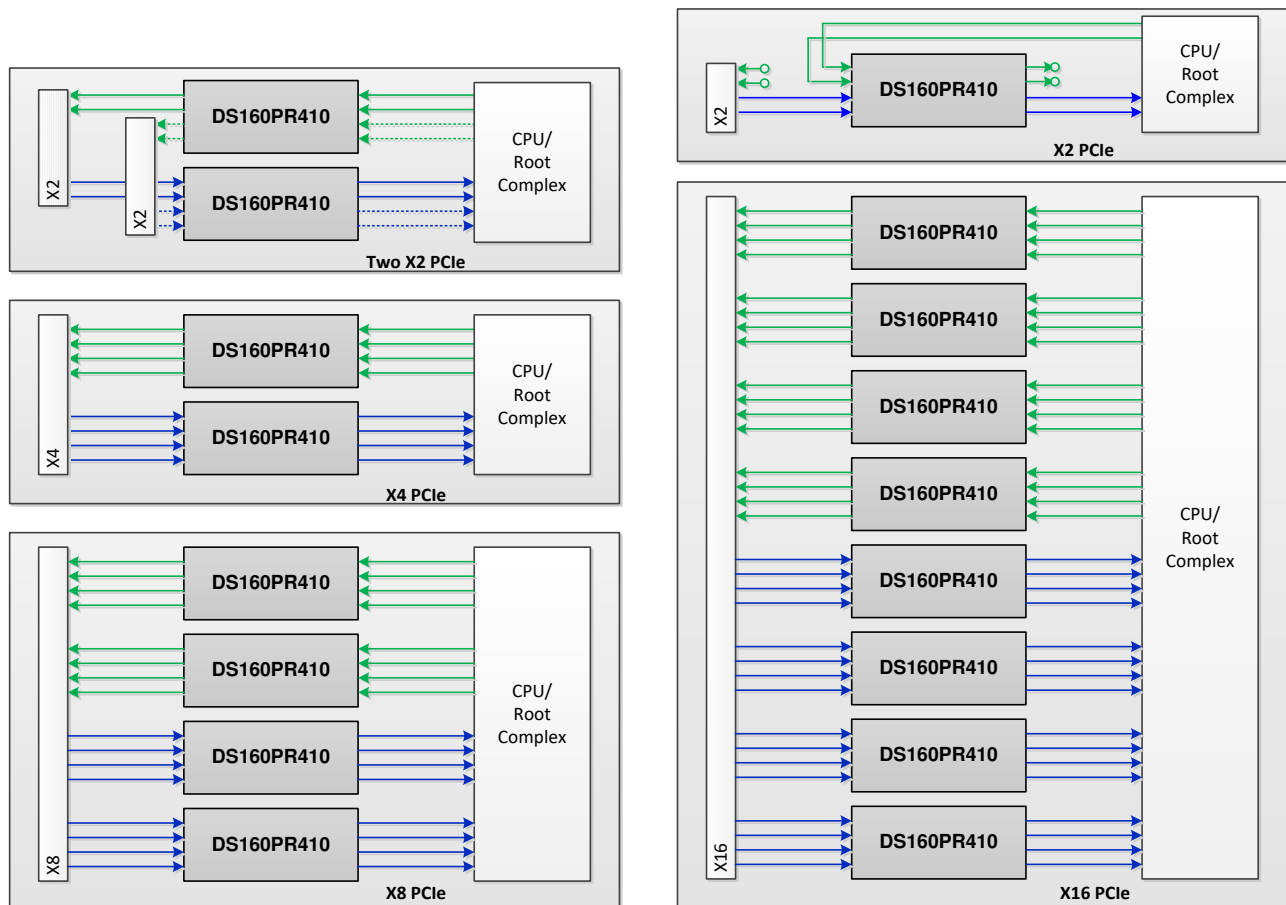 DS160PR410
CPU/
Root
Complex
X2
X2
DS160PR410
Two X2 PCIe
DS160PR410
CPU/
Root
Complex
DS160PR410
X4
X4 PCIe
DS160PR410
DS160PR410
CPU/
Root
Complex
DS160PR410
DS160PR410
X8
X8 PCIe
CPU/
Root
Complex
DS160PR410
X2
X2 PCIe
DS160PR410
DS160PR410
DS160PR410
DS160PR410
CPU/
Root
Complex
DS160PR410
DS160PR410
DS160PR410
DS160PR410
X16
X16 PCIe